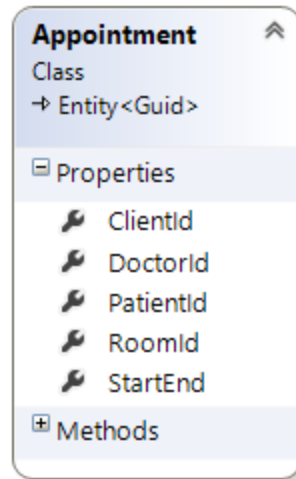 Appointment
Class
Entity<Guid>
Properties
ClientId
DoctorId
PatientId
RoomId
StartEnd
Methods